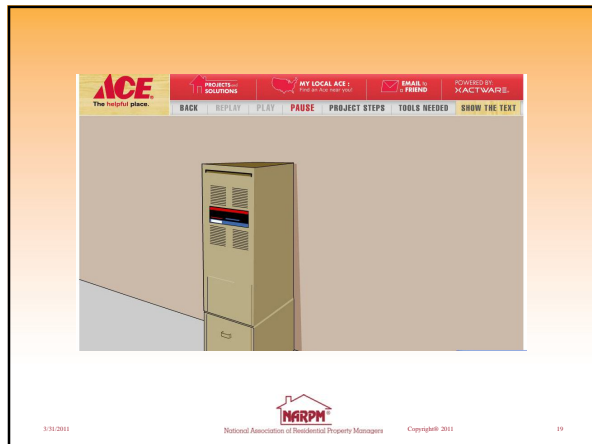 ACE
The helpful place.
PROJECTS and SOLUTIONS
MY LOCAL ACE :
Find an Ace near you!
EMAIL to a FRIEND
POWERED BY:
XACTWARE.
BACK REPLAY PLAY PAUSE PROJECT STEPS TOOLS NEEDED SHOW THE TEXT
NARPM®
3/31/2011 National Association of Residential Property Managers Copyright® 2011 19